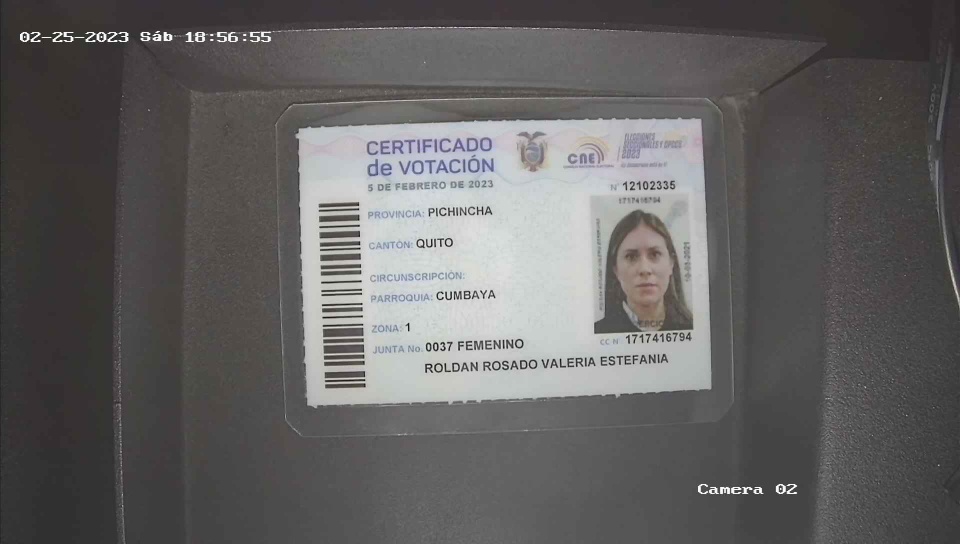 02-25-2023 Sáb 18:56:55
CERTIFICADO
de VOTACIÓN
5 DE FEBRERO DE 2023
CNE
ELECCIONES
SECCIONALES Y CPCCS
2023
N° 12102335
1717416794
PROVINCIA: PICHINCHA
CANTÓN: QUITO
CIRCUNSCRIPCIÓN:
PARROQUIA: CUMBAYA
ZONA: 1
JUNTA No. 0037 FEMENINO
CC N° 1717416794
ROLDAN ROSADO VALERIA ESTEFANIA
Camera 02